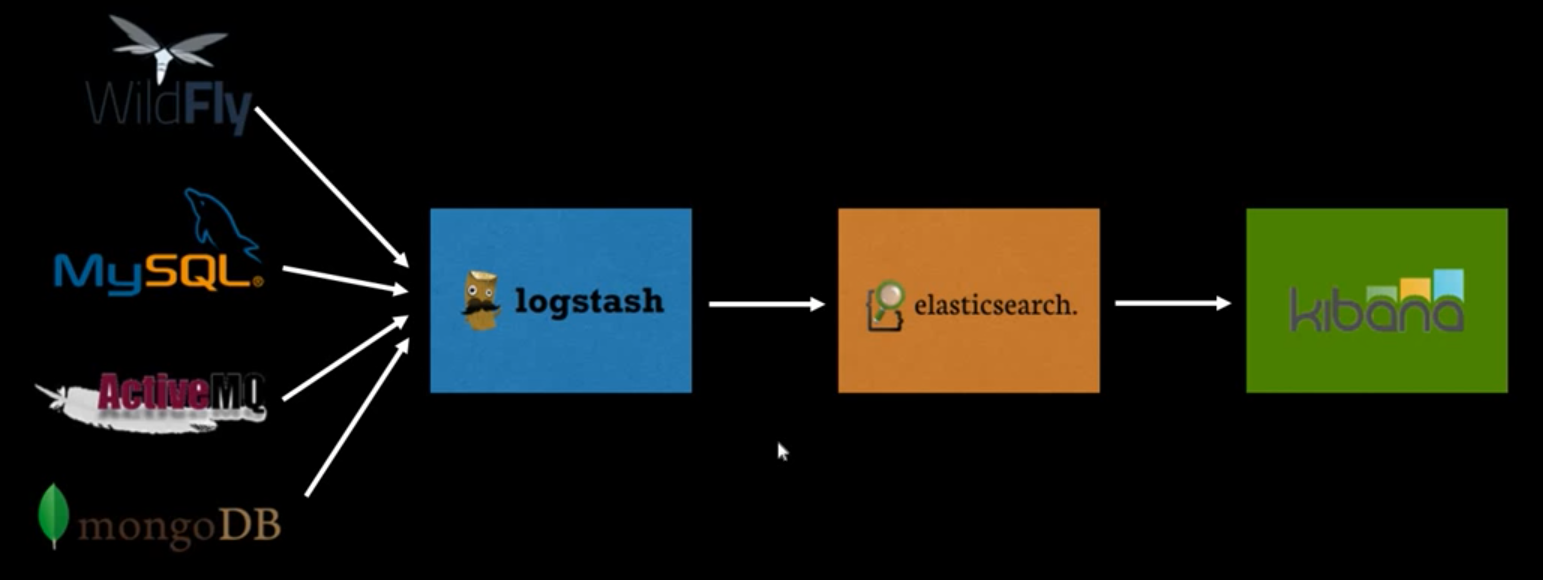 WildFly
MySQL®
ActiveMQ
mongoDB
logstash
elasticsearch.
kibana